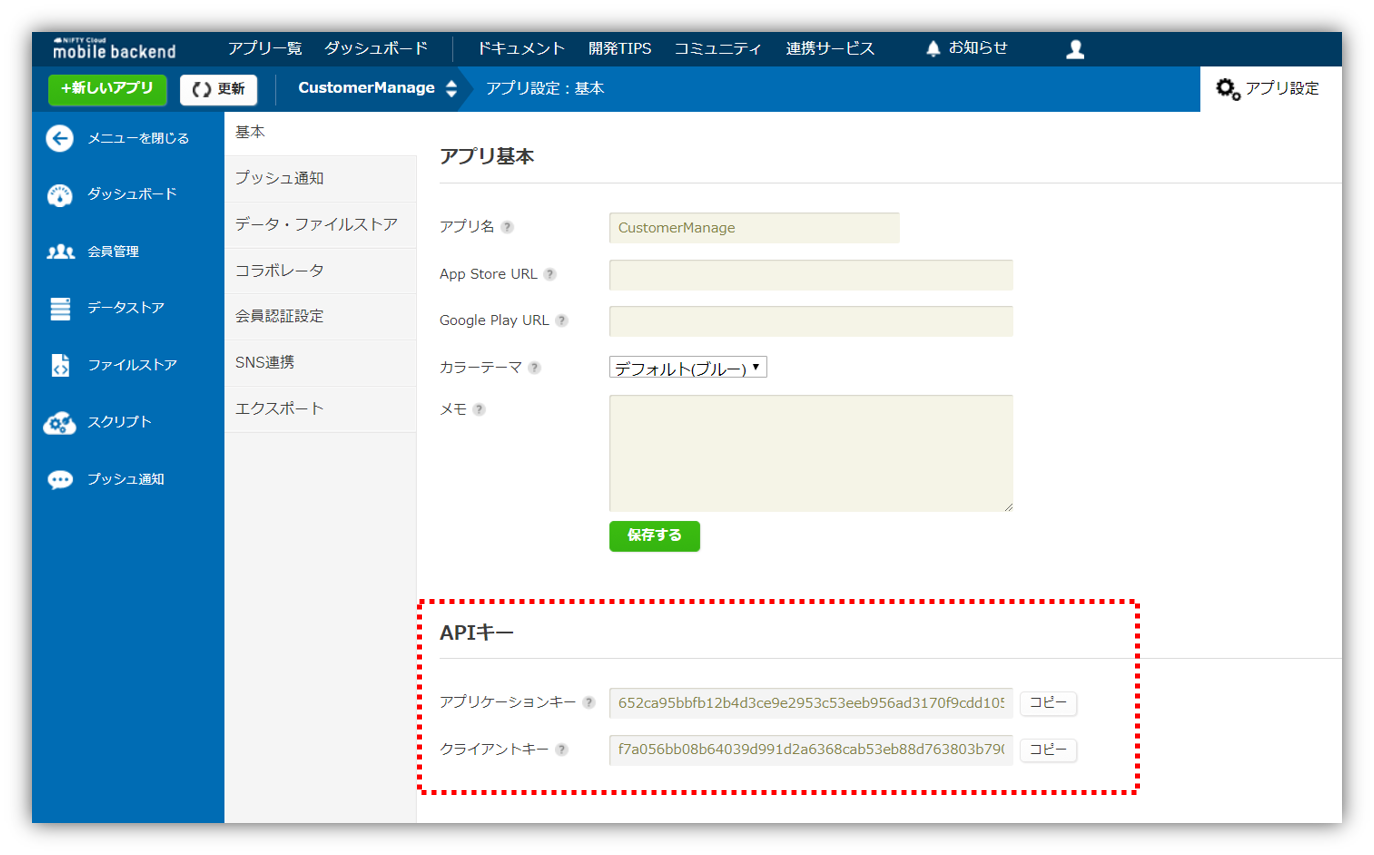 NIFTY Cloud
mobile backend アプリ一覧 ダッシュボード ドキュメント 開発TIPS コミュニティ 連携サービス お知らせ
+新しいアプリ 更新 CustomerManage アプリ設定：基本 アプリ設定
メニューを閉じる
ダッシュボード
会員管理
データストア
ファイルストア
スクリプト
プッシュ通知
基本
プッシュ通知
データ・ファイルストア
コラボレータ
会員認証設定
SNS連携
エクスポート
アプリ基本
アプリ名 ? CustomerManage
App Store URL ?
Google Play URL ?
カラーテーマ ? デフォルト(ブルー)
メモ ?
保存する
APIキー
アプリケーションキー ? 652ca95bbfb12b4d3ce9e2953c53eeb956ad3170f9cdd105 コピー
クライアントキー ? f7a056bb08b64039d991d2a6368cab53eb88d763803b790 コピー